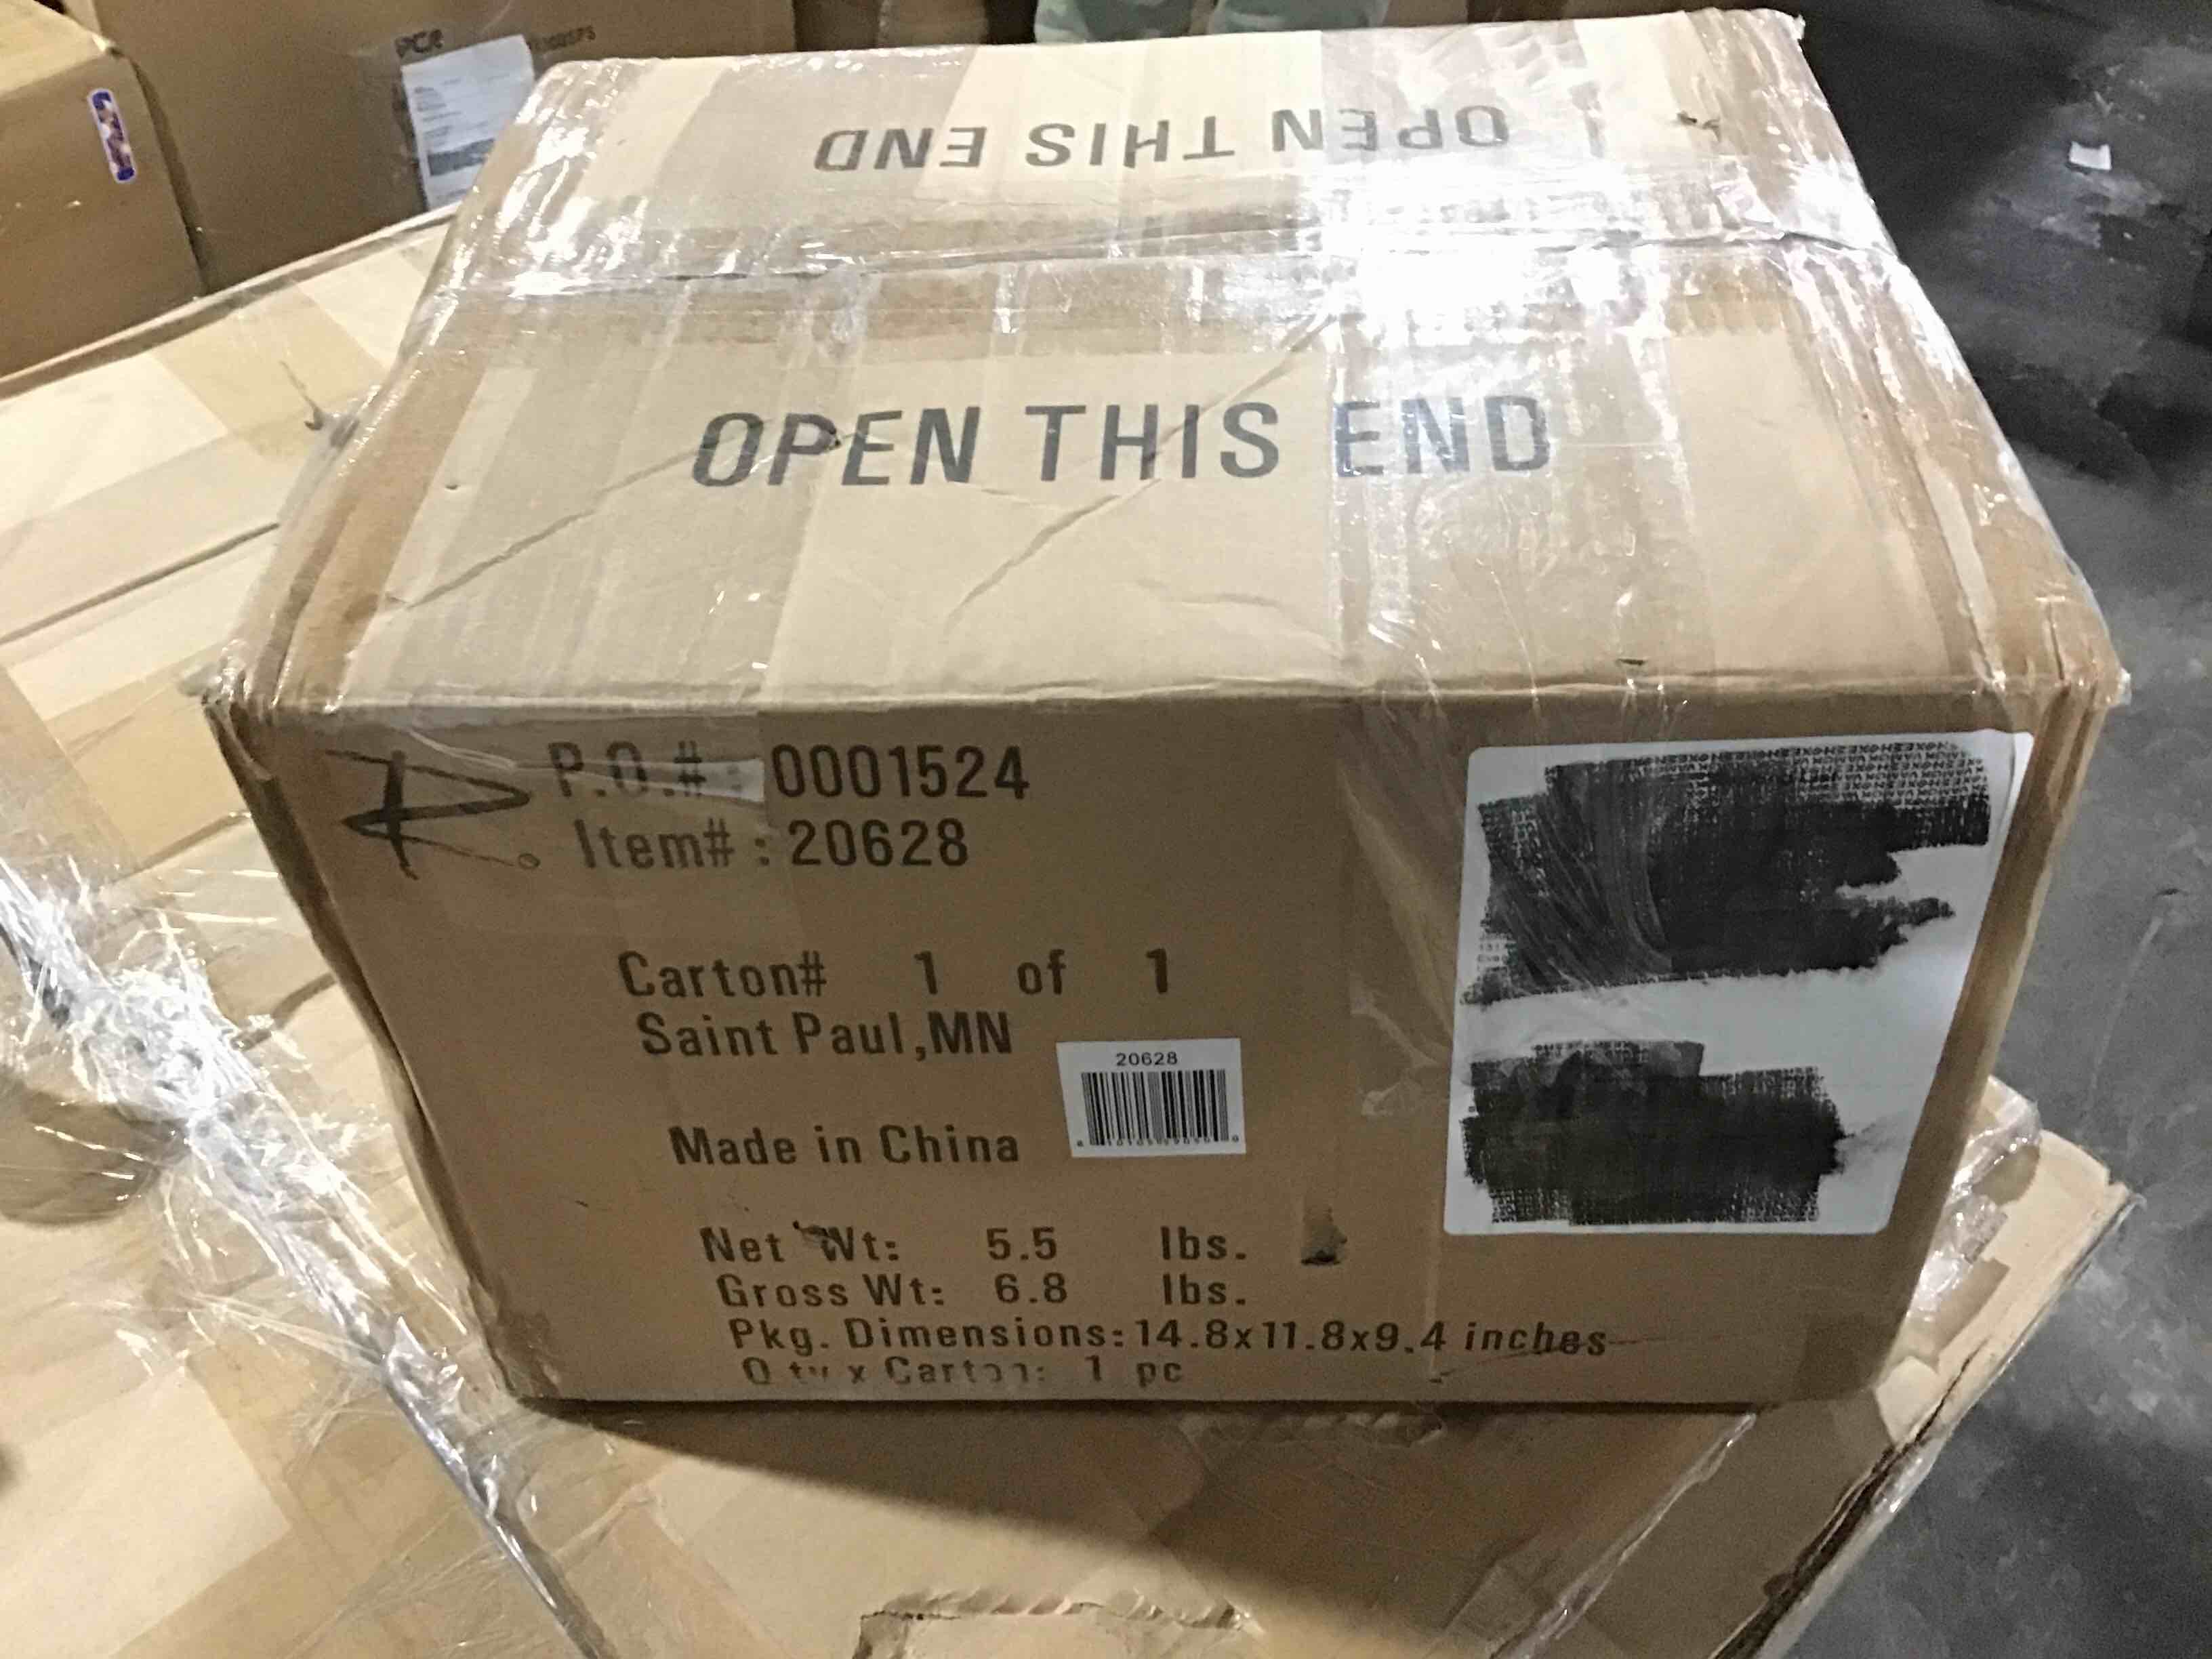 OPEN THIS END
OPEN THIS END
P.O.#: 0001524
Item#: 20628
R.
Carton# 1 of 1
Saint Paul,MN
20628
Made in China
Net Wt: 5.5 lbs.
Gross Wt: 6.8 lbs.
Pkg. Dimensions:14.8x11.8x9.4 inches
Q'ty x Carton: 1 pc